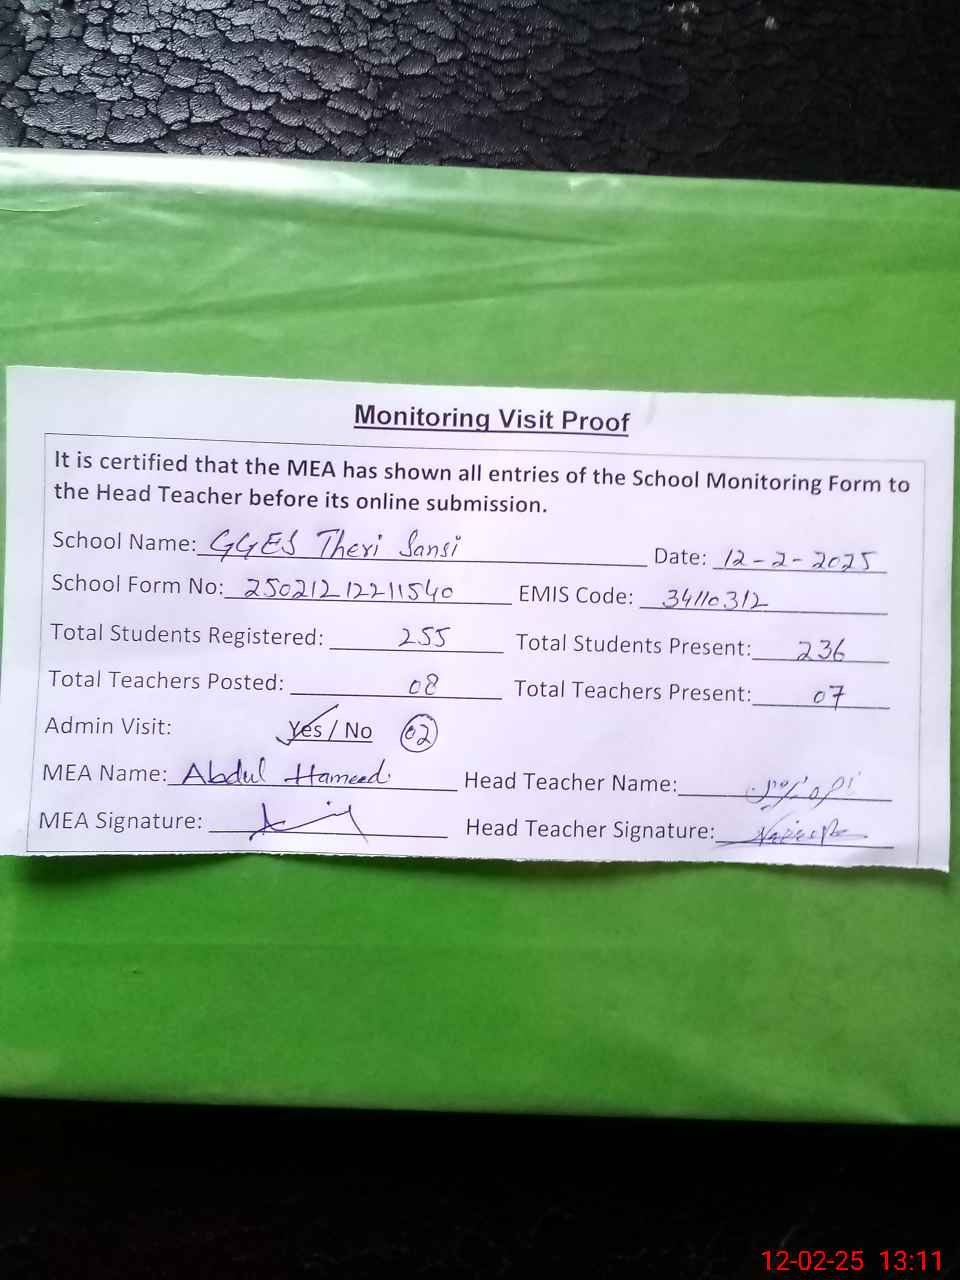 Monitoring Visit Proof
It is certified that the MEA has shown all entries of the School Monitoring Form to
the Head Teacher before its online submission.
School Name: GGES Theri Sansi Date: 12-2-2025
School Form No: 25021212211540 EMIS Code: 34110312
Total Students Registered: 255 Total Students Present: 236
Total Teachers Posted: 08 Total Teachers Present: 07
Admin Visit: Yes / No 02
MEA Name: Abdul Hameed Head Teacher Name:
MEA Signature: Head Teacher Signature:
12-02-25 13:11